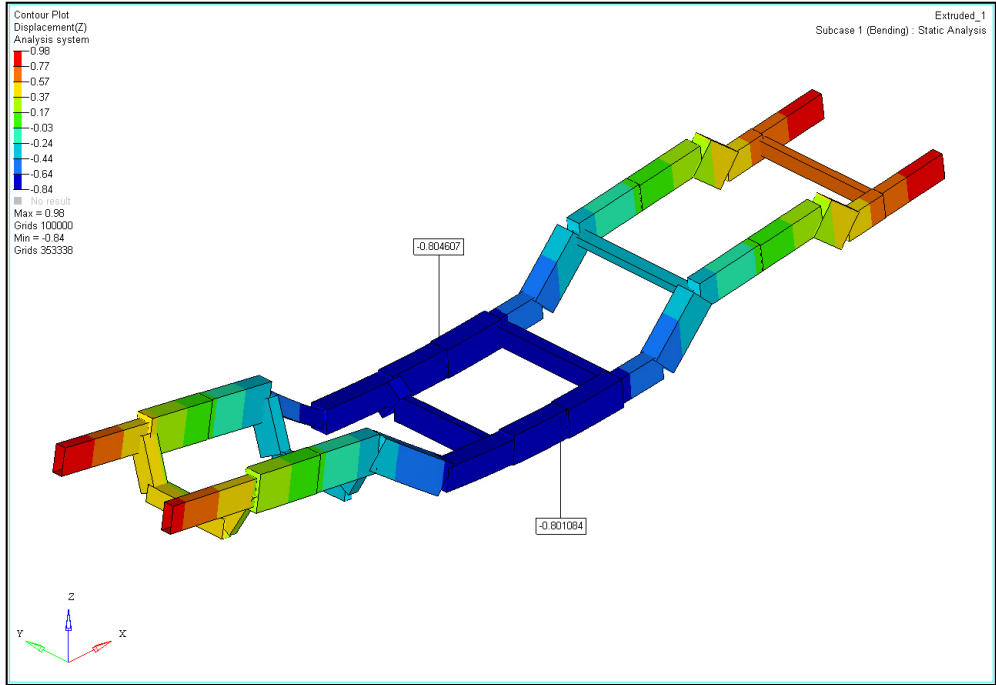 Contour Plot
Displacement(Z)
Analysis system
0.98
0.77
0.57
0.37
0.17
-0.03
-0.24
-0.44
-0.64
-0.84
No result
Max = 0.98
Grids 100000
Min = -0.84
Grids 353338
Extruded_1
Subcase 1 (Bending) : Static Analysis
-0.804607
-0.801084
Z
Y
X